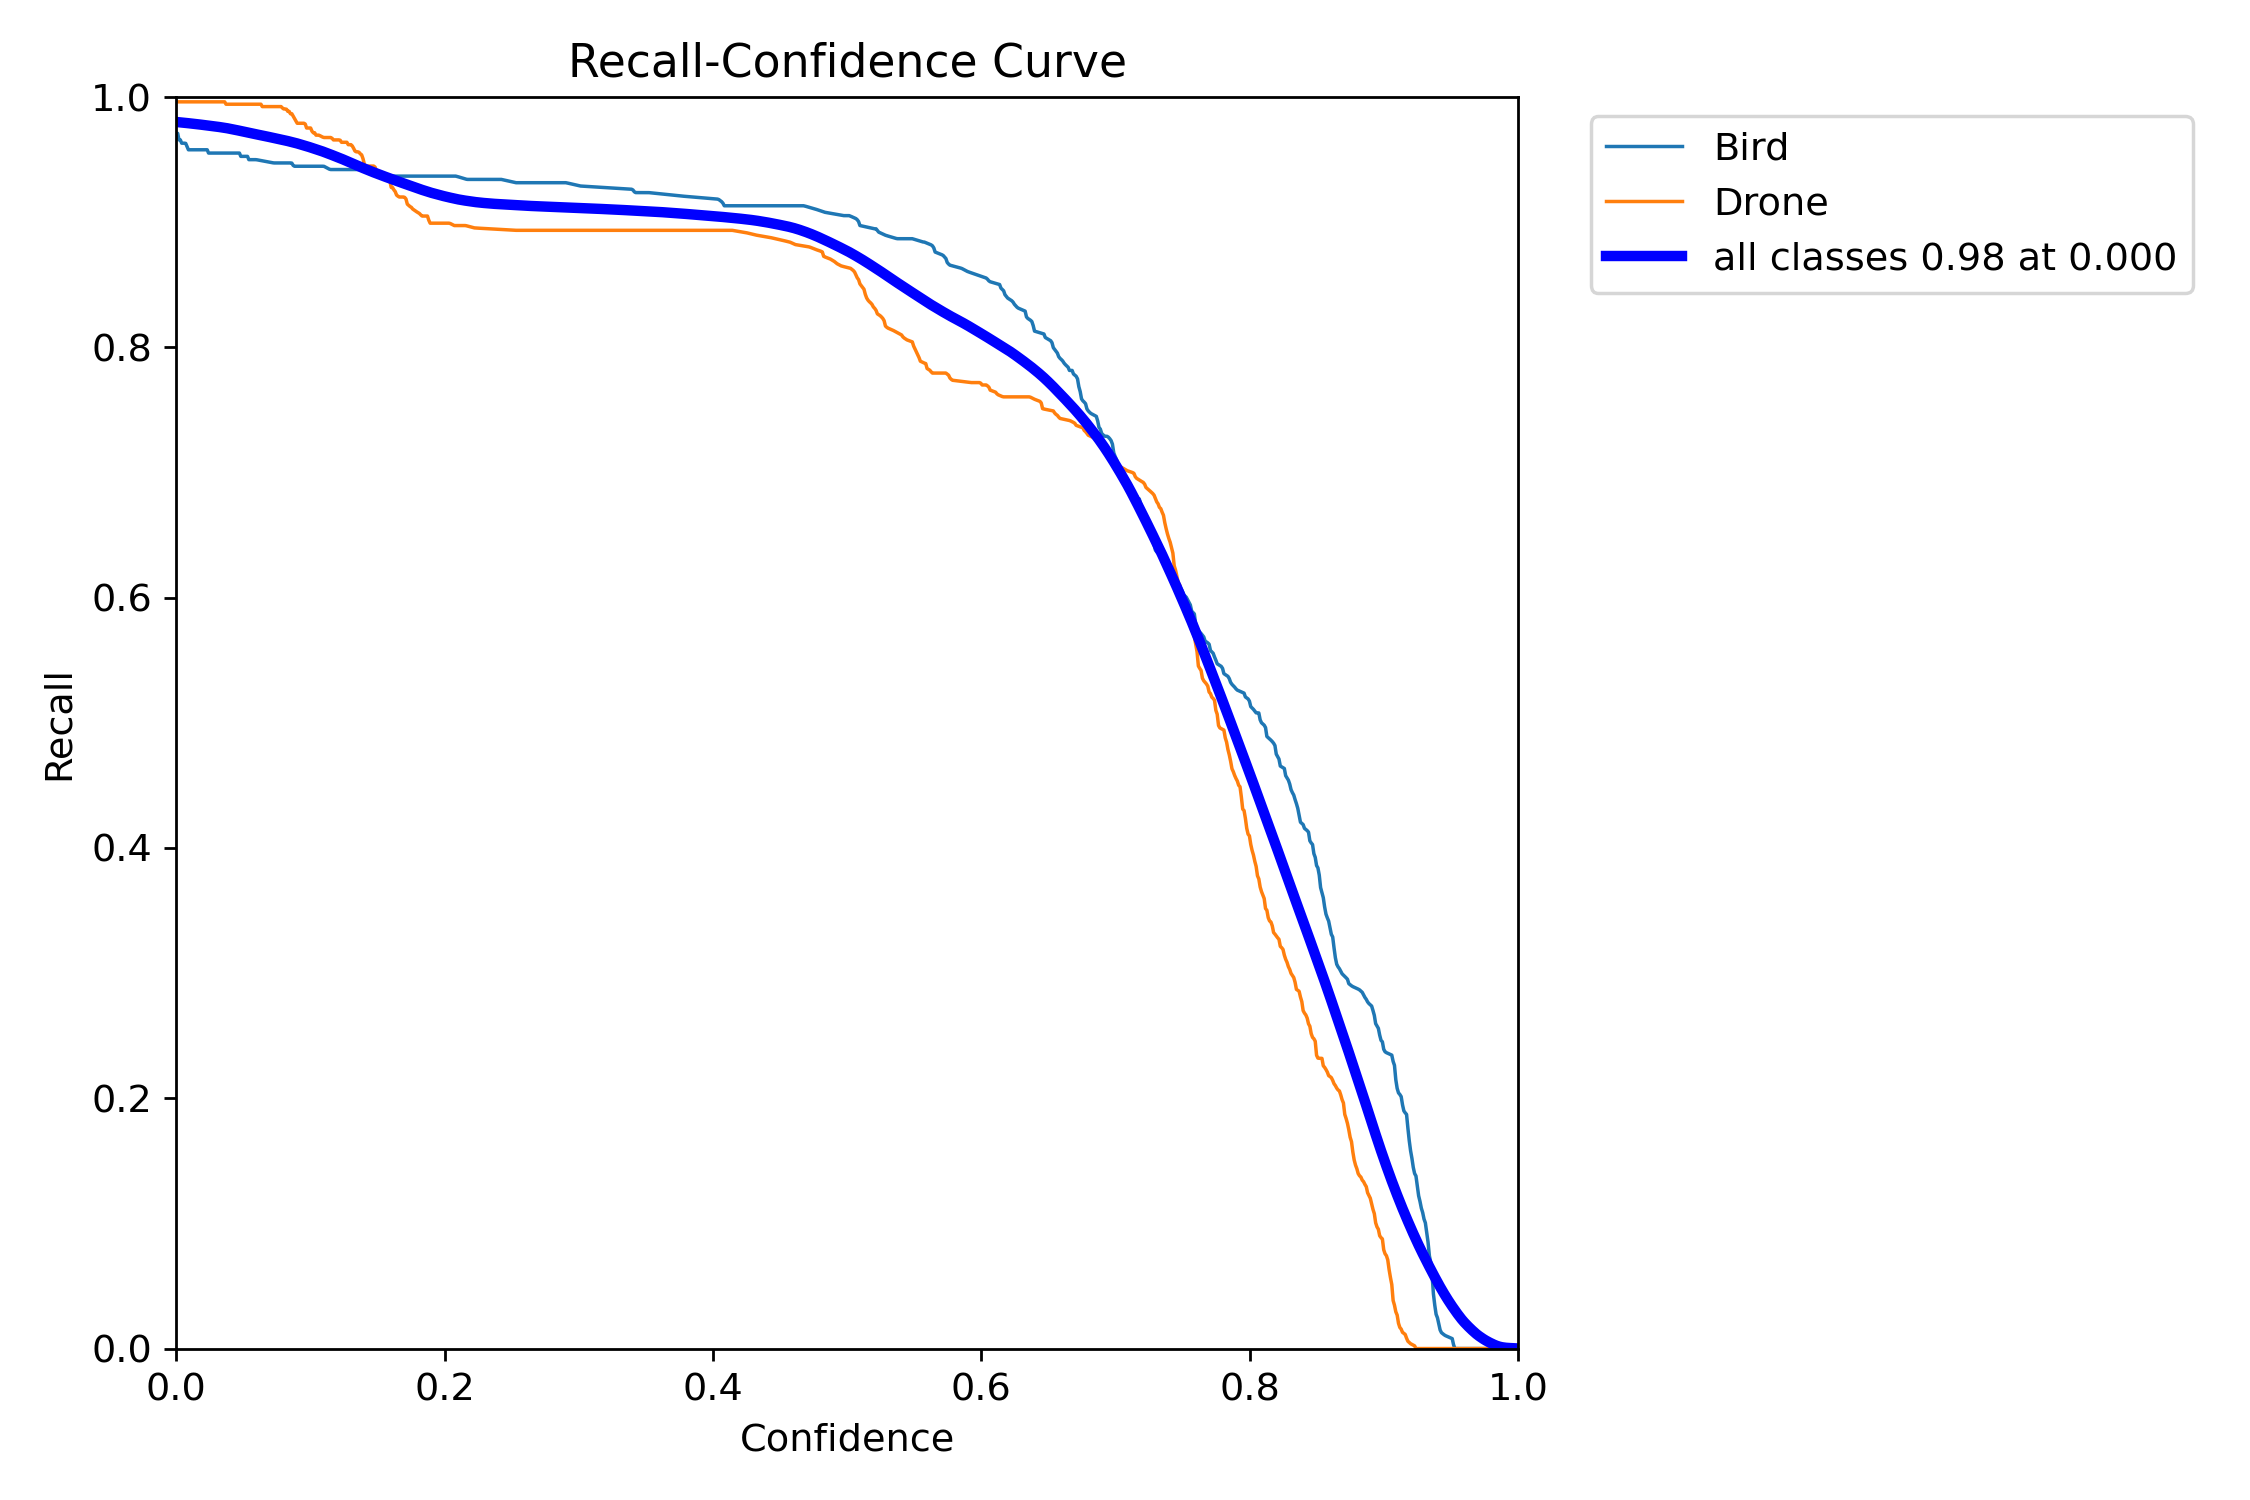 Recall-Confidence Curve
Bird
Drone
all classes 0.98 at 0.000
1.0
0.8
0.6
0.4
0.2
0.0
Recall
0.0 0.2 0.4 0.6 0.8 1.0
Confidence